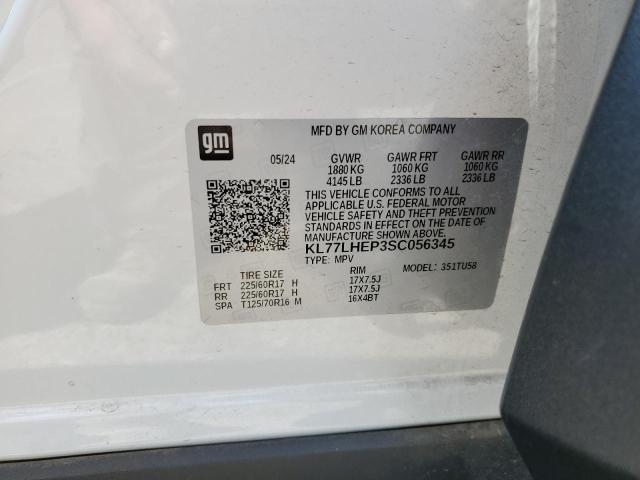 gm
MFD BY GM KOREA COMPANY
05/24 GVWR GAWR FRT GAWR RR
1880 KG 1060 KG 1060 KG
4145 LB 2336 LB 2336 LB
THIS VEHICLE CONFORMS TO ALL
APPLICABLE U.S. FEDERAL MOTOR
VEHICLE SAFETY AND THEFT PREVENTION
STANDARDS IN EFFECT ON THE DATE OF
MANUFACTURE SHOWN ABOVE.
KL77LHEP3SC056345
TYPE: MPV 351TU58
TIRE SIZE RIM
FRT 225/60R17 H 17X7.5J
RR 225/60R17 H 17X7.5J
SPA T125/70R16 M 16X4BT